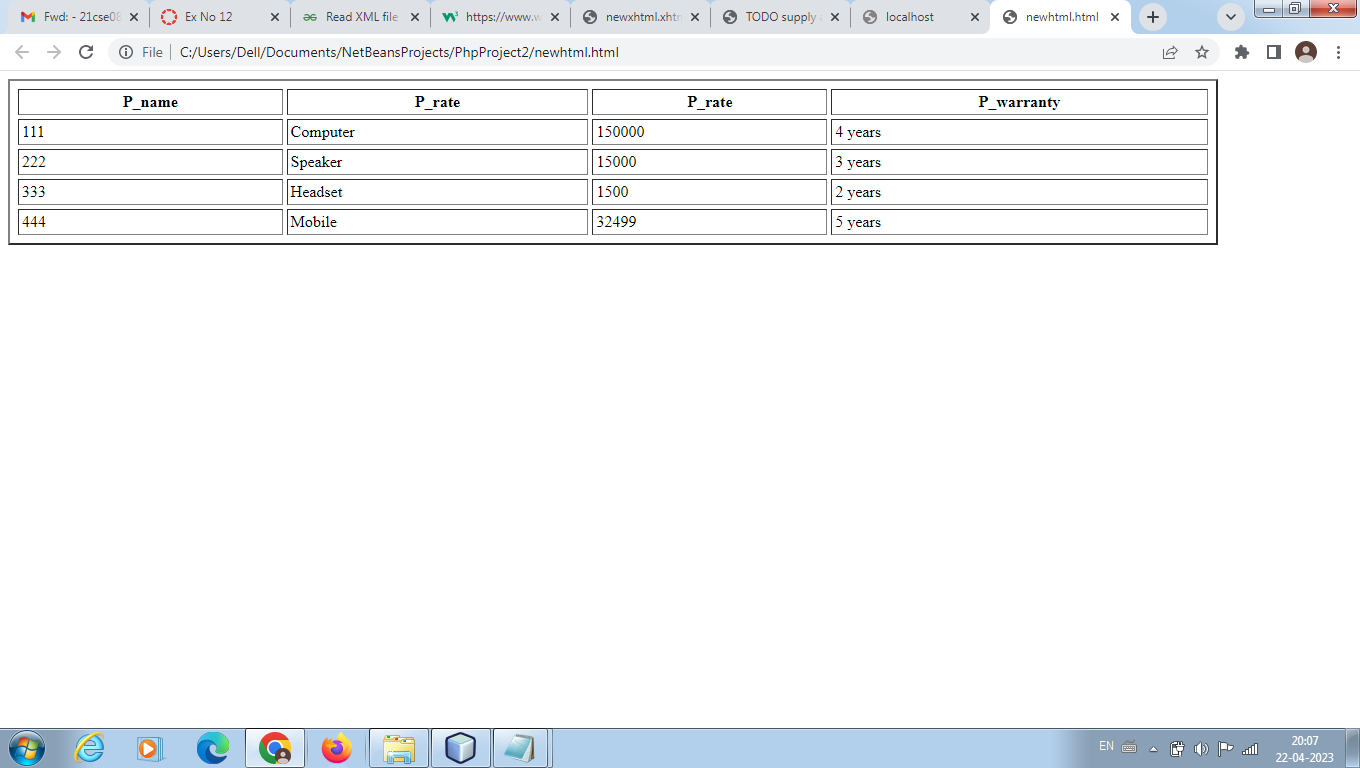 Fwd: - 21cse08 Ex No 12 Read XML file https://www.w newxhtml.xhtm TODO supply localhost newhtml.html
File C:/Users/Dell/Documents/NetBeansProjects/PhpProject2/newhtml.html
P_name P_rate P_rate P_warranty
111 Computer 150000 4 years
222 Speaker 15000 3 years
333 Headset 1500 2 years
444 Mobile 32499 5 years
EN 20:07
22-04-2023